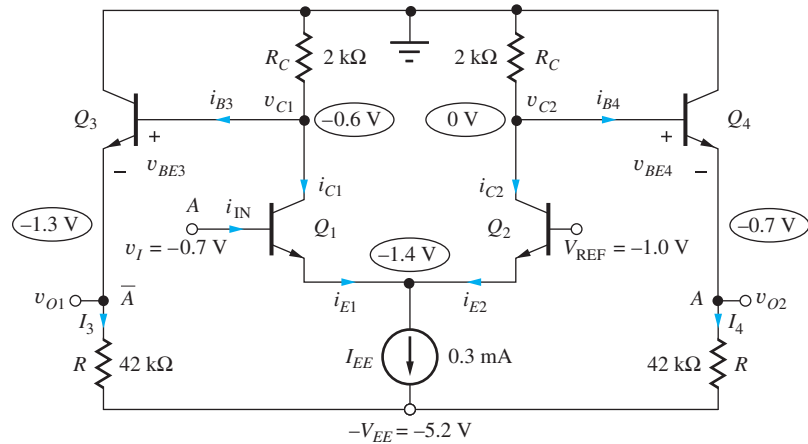 R_C 2 kΩ 2 kΩ R_C
i_B3 v_C1 v_C2 i_B4
Q_3 + –0.6 V 0 V + Q_4
v_BE3 – v_BE4 –
i_C1 i_C2
A i_IN
–1.3 V Q_1 Q_2 –0.7 V
v_I = –0.7 V –1.4 V V_REF = –1.0 V
v_O1 A̅ i_E1 i_E2 A v_O2
I_3 I_4
R 42 kΩ I_EE 0.3 mA 42 kΩ R
–V_EE = –5.2 V